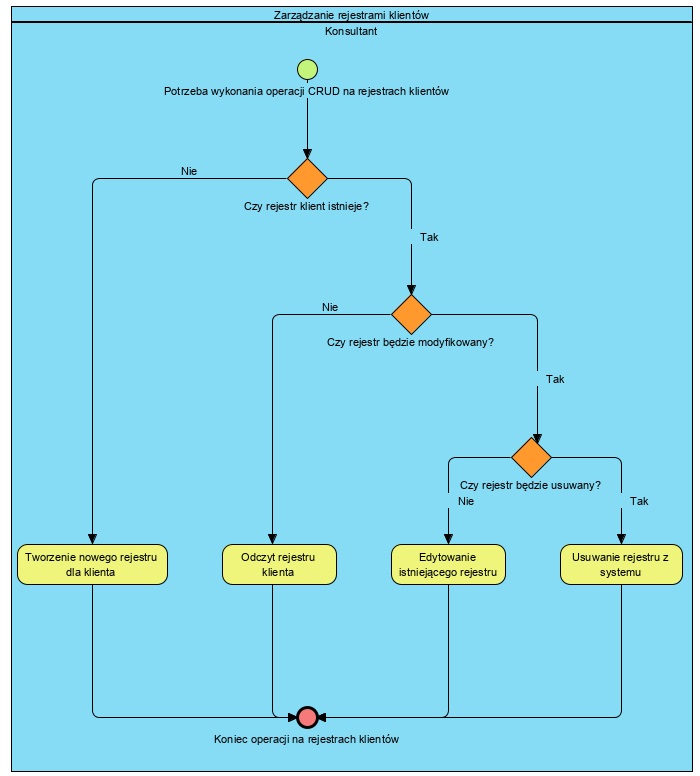 Zarządzanie rejestrami klientów
Konsultant
Potrzeba wykonania operacji CRUD na rejestrach klientów
Nie
Czy rejestr klient istnieje?
Tak
Nie
Czy rejestr będzie modyfikowany?
Tak
Czy rejestr będzie usuwany?
Nie
Tak
Tworzenie nowego rejestru
dla klienta
Odczyt rejestru
klienta
Edytowanie
istniejącego rejestru
Usuwanie rejestru z
systemu
Koniec operacji na rejestrach klientów